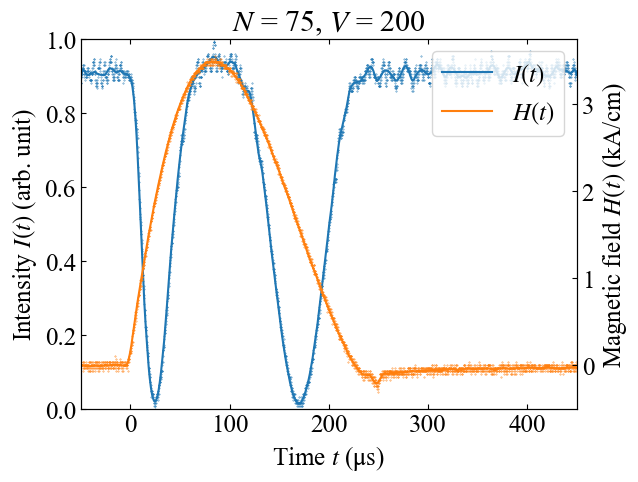 N = 75, V = 200
1.0
0.8
0.6
0.4
0.2
0.0
Intensity I(t) (arb. unit)
I(t)
H(t)
3
2
1
0
Magnetic field H(t) (kA/cm)
0
100
200
300
400
Time t (μs)